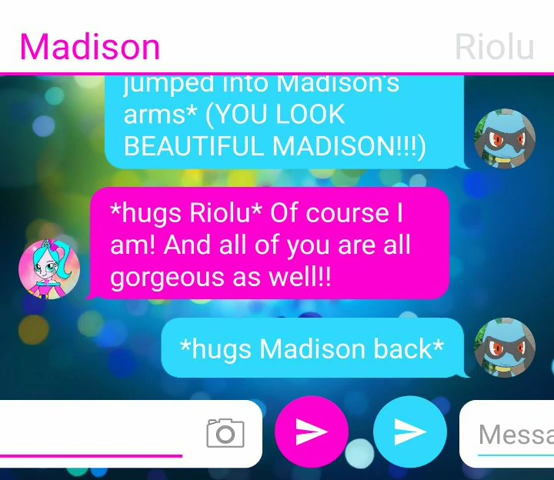 Madison
Riolu
jumped into Madison's
arms* (YOU LOOK
BEAUTIFUL MADISON!!!)
*hugs Riolu* Of course I
am! And all of you are all
gorgeous as well!!
*hugs Madison back*
Messa